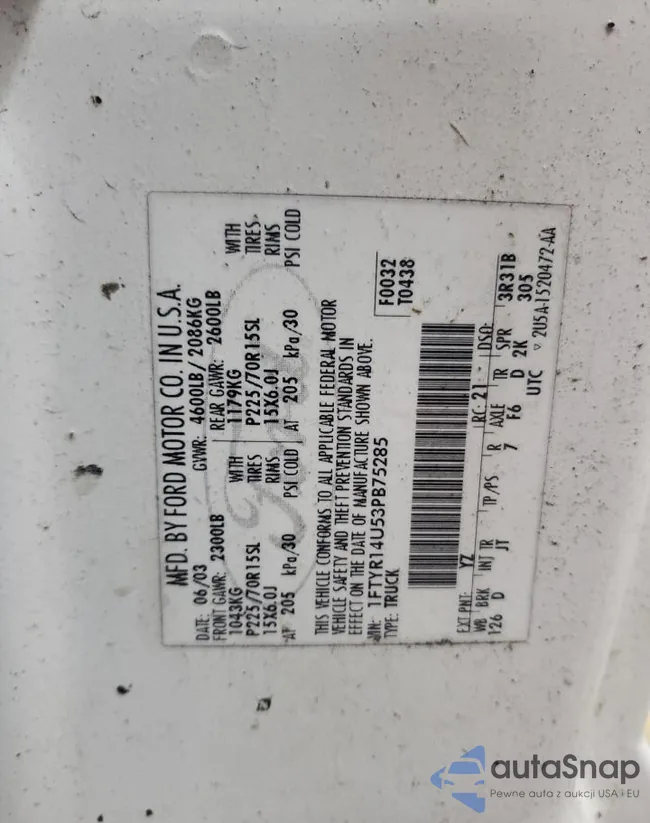 MFD. BY FORD MOTOR CO. IN U.S.A.
DATE: 06/03 GVWR: 4600LB/ 2086KG
FRONT GAWR: 2300LB REAR GAWR: 2600LB
1043KG WITH 1179KG WITH
P225/70R15SL TIRES P225/70R15SL TIRES
15X6.0J RIMS 15X6.0J RIMS
AT 205 kPa/30 PSI COLD AT 205 kPa/30 PSI COLD
THIS VEHICLE CONFORMS TO ALL APPLICABLE FEDERAL MOTOR
VEHICLE SAFETY AND THEFT PREVENTION STANDARDS IN
EFFECT ON THE DATE OF MANUFACTURE SHOWN ABOVE.
VIN: 1FTYR14U53PB75285
TYPE: TRUCK
F0032
T0438
EXT PNT: YZ RC: 21 DSO:
WB BRK INT TR TP/PS R AXLE TR SPR 3R31B
126 D JT 7 F6 D 2K 305
UTC ▽ 2U5A-1520472-AA
Ford
autaSnap
Pewne auta z aukcji USA i EU